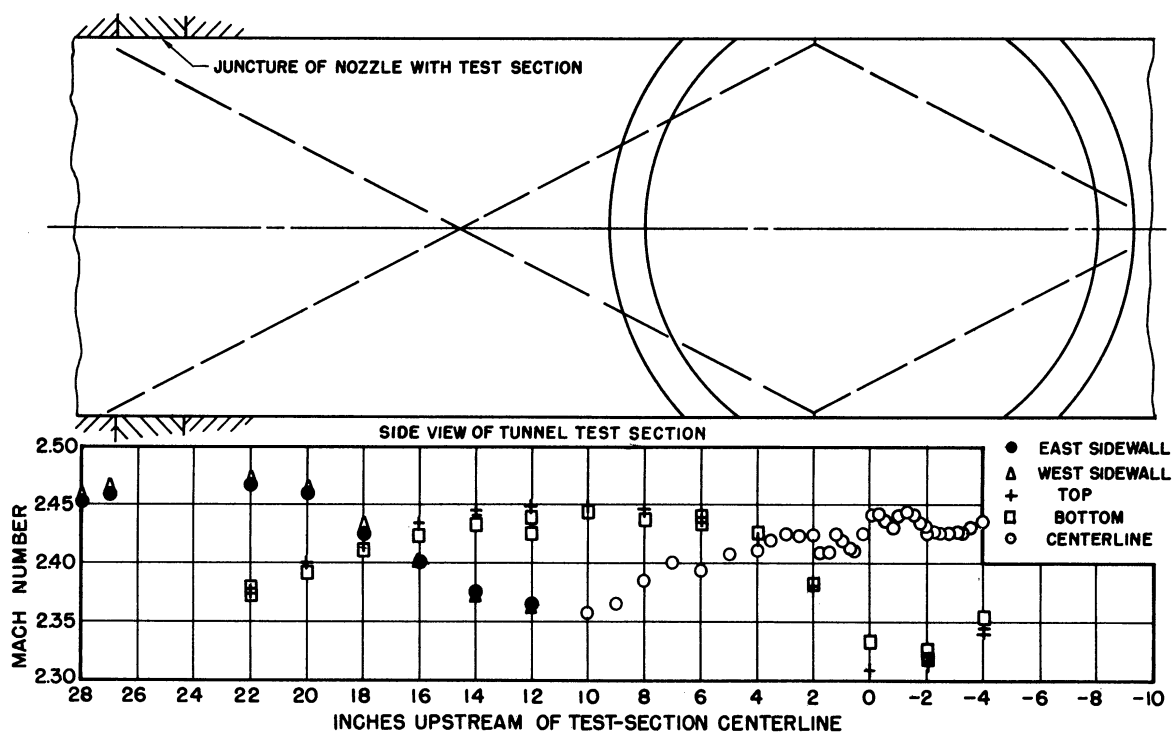 JUNCTURE OF NOZZLE WITH TEST SECTION
SIDE VIEW OF TUNNEL TEST SECTION
MACH NUMBER
2.50
2.45
2.40
2.35
2.30
EAST SIDEWALL
WEST SIDEWALL
TOP
BOTTOM
CENTERLINE
28 26 24 22 20 18 16 14 12 10 8 6 4 2 0 -2 -4 -6 -8 -10
INCHES UPSTREAM OF TEST-SECTION CENTERLINE